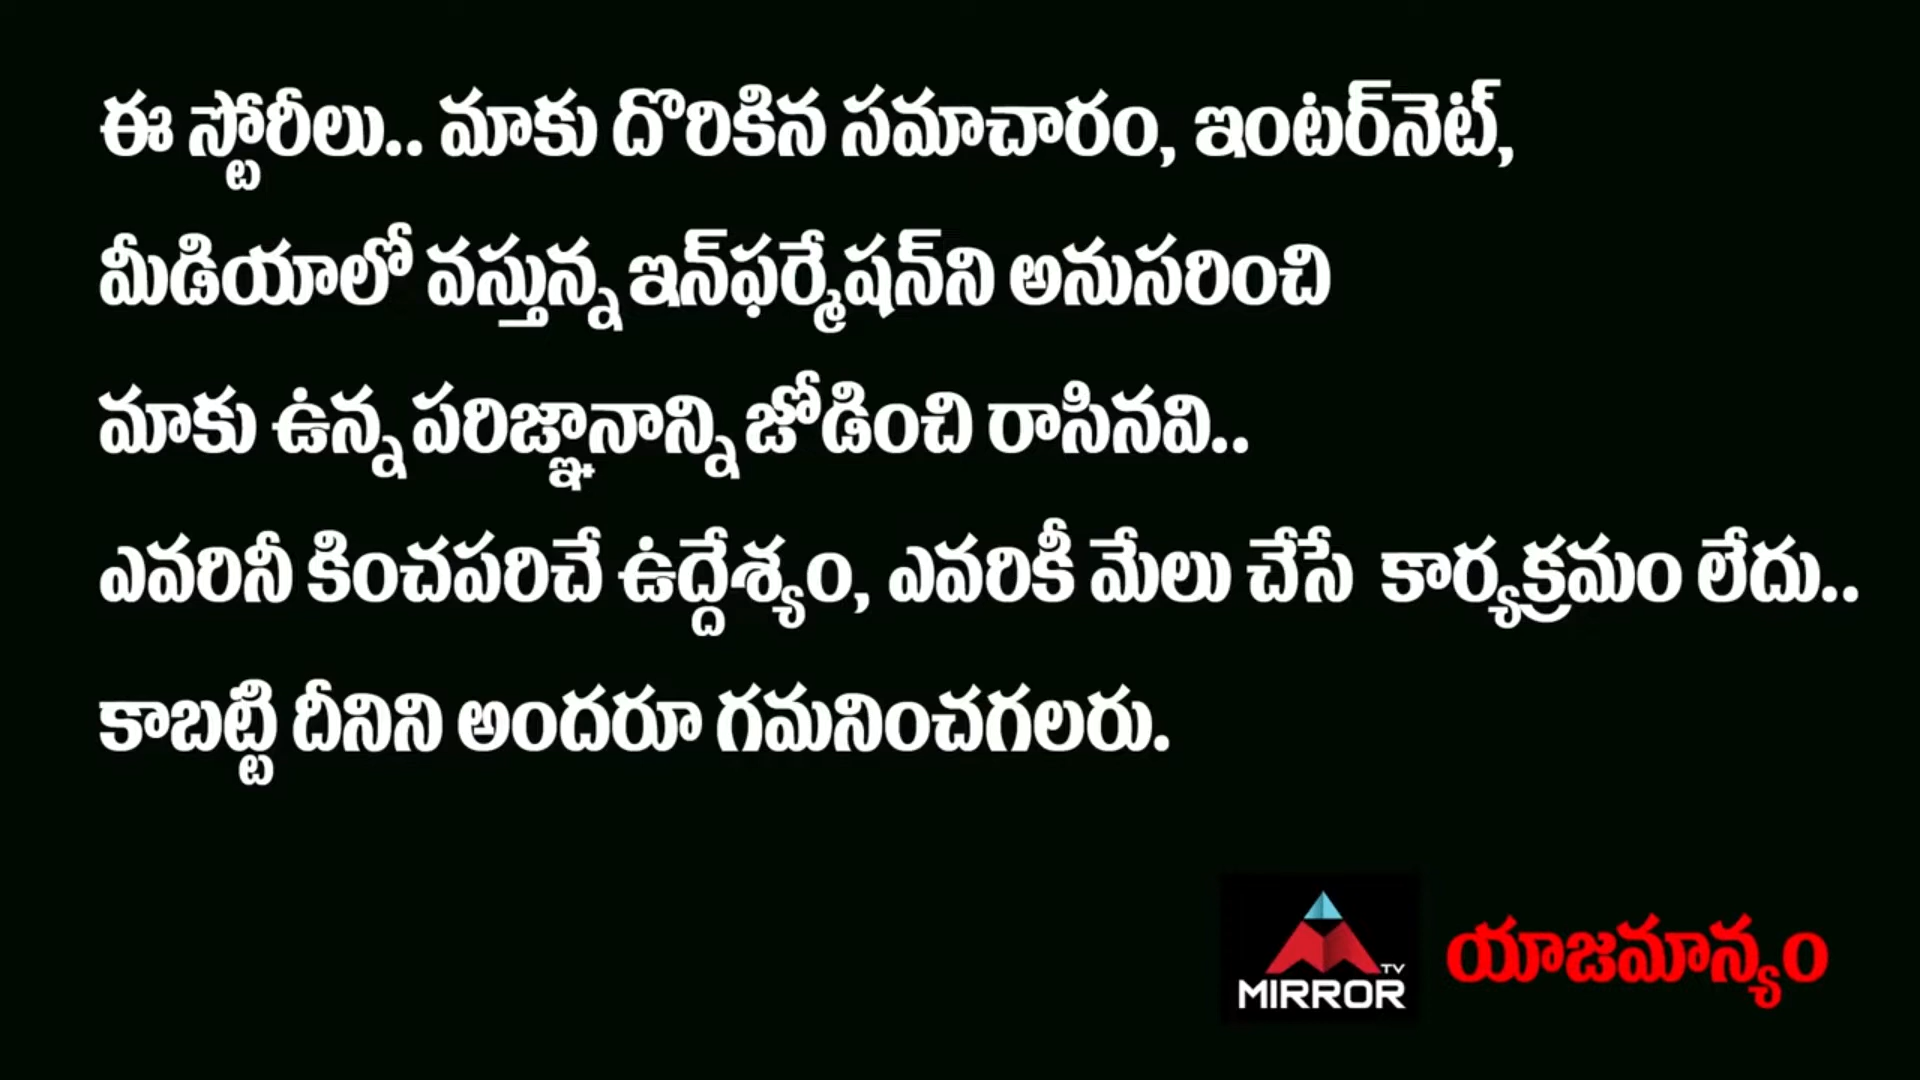 ఈ స్టోరీలు.. మాకు దొరికిన సమాచారం, ఇంటర్‌నెట్,
మీడియాలో వస్తున్న ఇన్‌ఫర్మేషన్‌ని అనుసరించి
మాకు ఉన్న పరిజ్ఞానాన్ని జోడించి రాసినవి..
ఎవరినీ కించపరిచే ఉద్దేశ్యం, ఎవరికీ మేలు చేసే కార్యక్రమం లేదు..
కాబట్టి దీనిని అందరూ గమనించగలరు.
MIRROR TV యాజమాన్యం